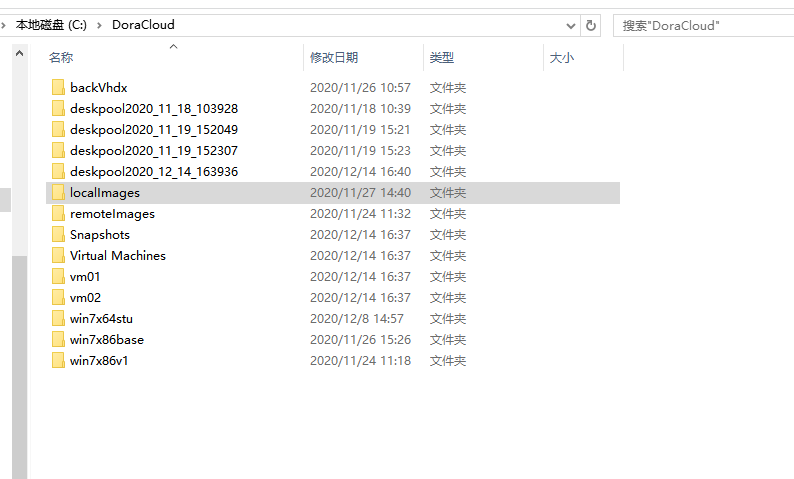 本地磁盘 (C:) › DoraCloud 搜索"DoraCloud"
名称 修改日期 类型 大小
backVhdx 2020/11/26 10:57 文件夹
deskpool2020_11_18_103928 2020/11/18 10:39 文件夹
deskpool2020_11_19_152049 2020/11/19 15:21 文件夹
deskpool2020_11_19_152307 2020/11/19 15:23 文件夹
deskpool2020_12_14_163936 2020/12/14 16:40 文件夹
localImages 2020/11/27 14:40 文件夹
remoteImages 2020/11/24 11:32 文件夹
Snapshots 2020/12/14 16:37 文件夹
Virtual Machines 2020/12/14 16:37 文件夹
vm01 2020/12/14 16:37 文件夹
vm02 2020/12/14 16:37 文件夹
win7x64stu 2020/12/8 14:57 文件夹
win7x86base 2020/11/26 15:26 文件夹
win7x86v1 2020/11/24 11:18 文件夹